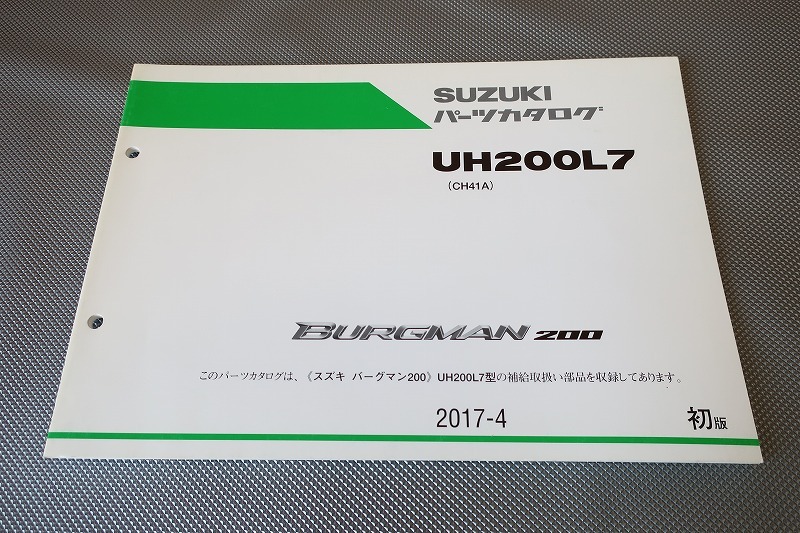 SUZUKI
パーツカタログ
UH200L7
(CH41A)
BURGMAN 200
このパーツカタログは、《スズキ バーグマン200》UH200L7型の補給取扱い部品を収録してあります。
2017-4
初版